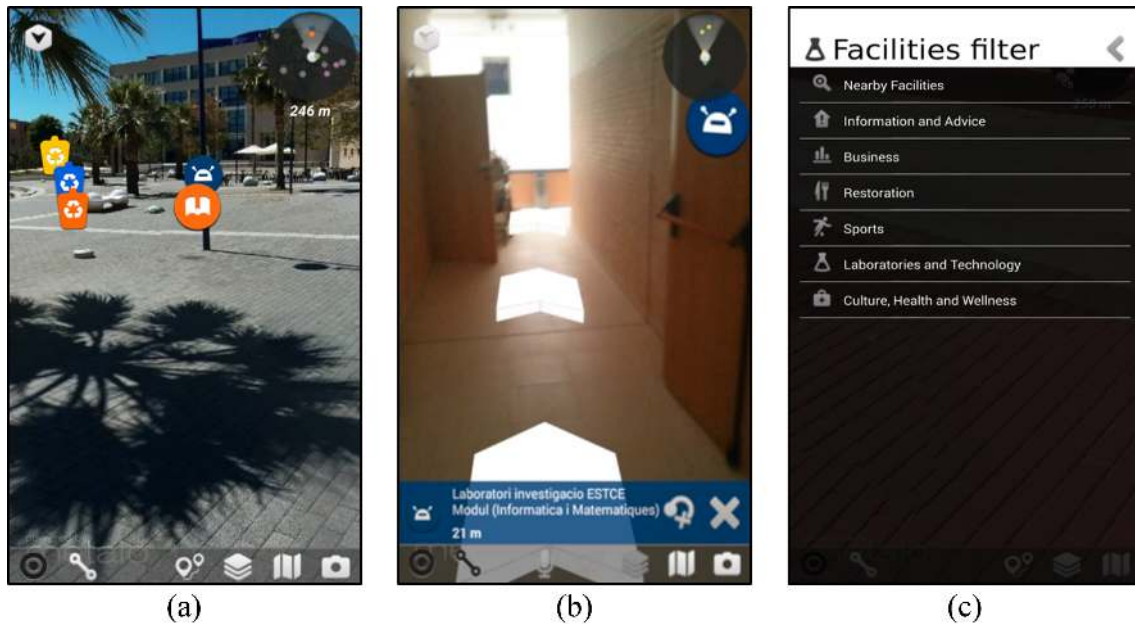 246 m
Laboratori investigacio ESTCE
Modul (Informatica i Matematiques)
21 m
Facilities filter
Nearby Facilities
Information and Advice
Business
Restoration
Sports
Laboratories and Technology
Culture, Health and Wellness
(a)
(b)
(c)